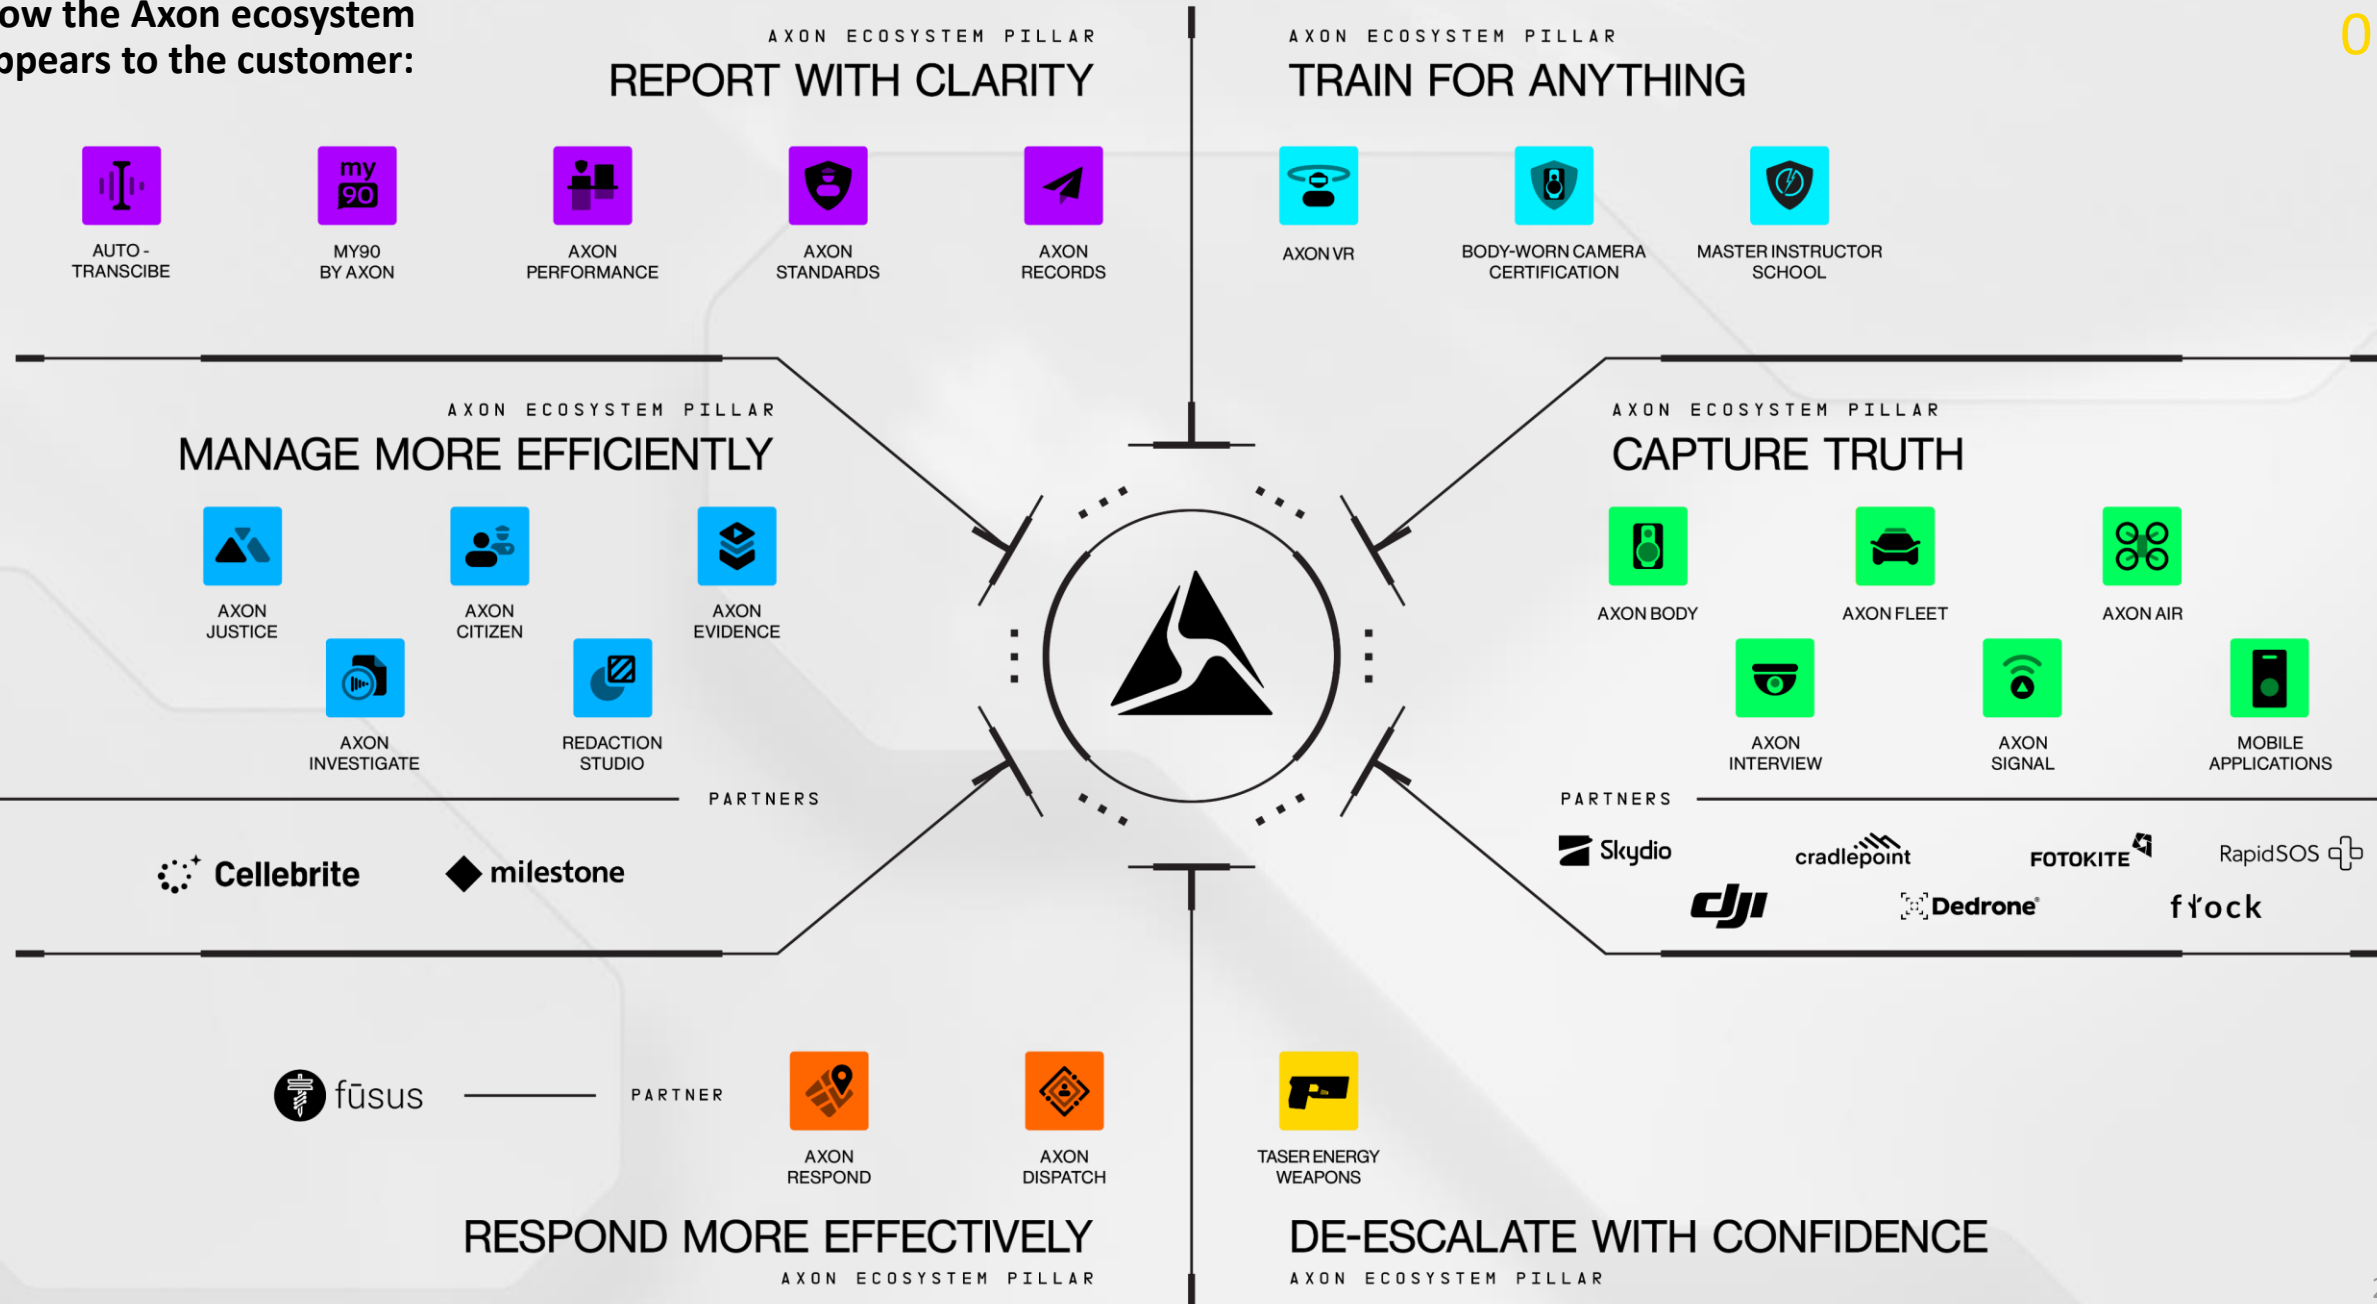 ow the Axon ecosystem
ppears to the customer:
0
AXON ECOSYSTEM PILLAR
REPORT WITH CLARITY
AUTO -
TRANSCIBE
my
90
MY90
BY AXON
AXON
PERFORMANCE
AXON
STANDARDS
AXON
RECORDS
AXON ECOSYSTEM PILLAR
TRAIN FOR ANYTHING
AXON VR
BODY-WORN CAMERA
CERTIFICATION
MASTER INSTRUCTOR
SCHOOL
AXON ECOSYSTEM PILLAR
MANAGE MORE EFFICIENTLY
AXON
JUSTICE
AXON
CITIZEN
AXON
EVIDENCE
AXON
INVESTIGATE
REDACTION
STUDIO
PARTNERS
Cellebrite
milestone
AXON ECOSYSTEM PILLAR
CAPTURE TRUTH
AXON BODY
AXON FLEET
AXON AIR
AXON
INTERVIEW
AXON
SIGNAL
MOBILE
APPLICATIONS
PARTNERS
Skydio
cradlepoint
FOTOKITE
RapidSOS
dji
Dedrone
flock
fūsus
PARTNER
AXON
RESPOND
AXON
DISPATCH
RESPOND MORE EFFECTIVELY
AXON ECOSYSTEM PILLAR
TASER ENERGY
WEAPONS
DE-ESCALATE WITH CONFIDENCE
AXON ECOSYSTEM PILLAR